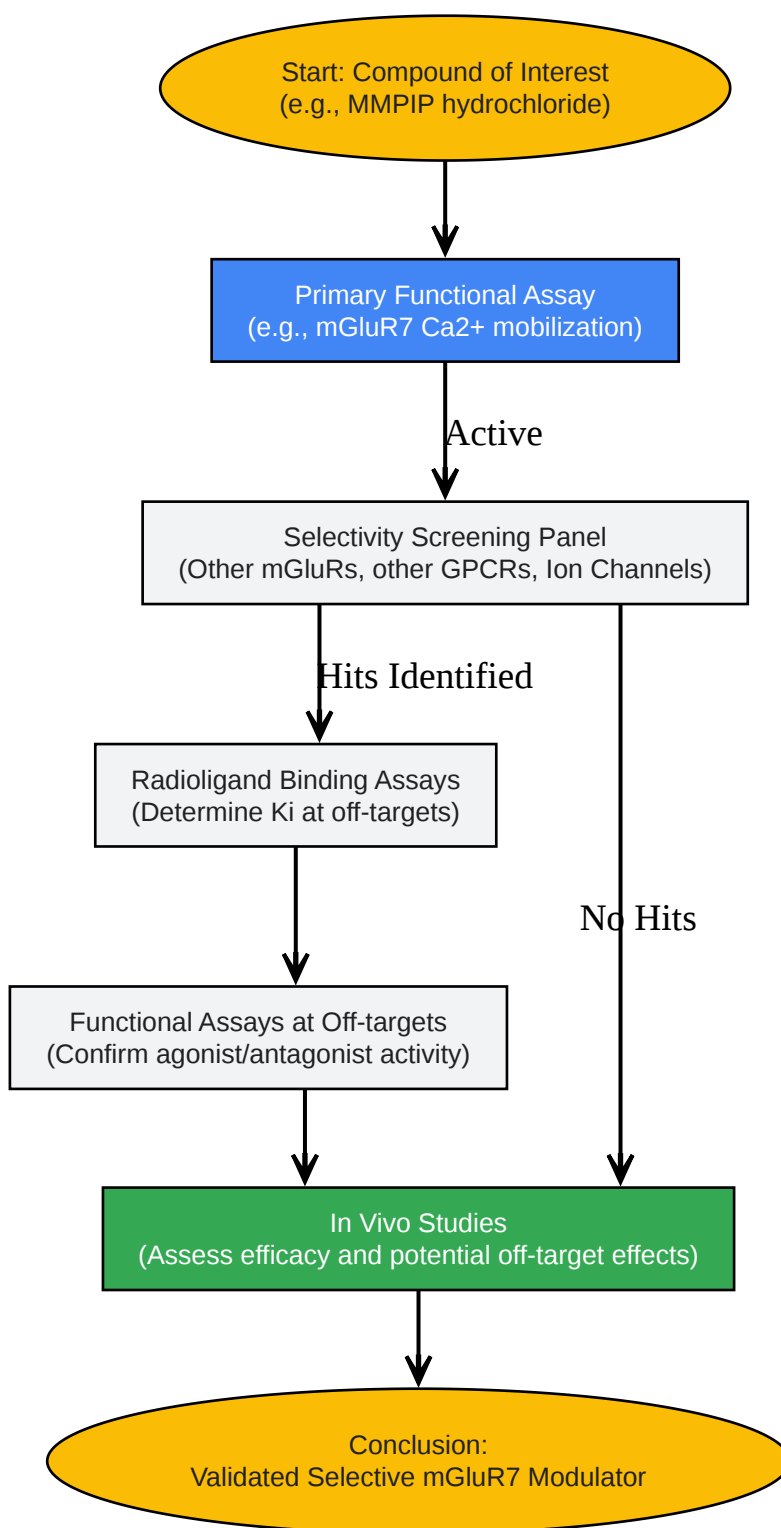 Start: Compound of Interest
(e.g., MMPIP hydrochloride)
Primary Functional Assay
(e.g., mGluR7 Ca2+ mobilization)
Active
Selectivity Screening Panel
(Other mGluRs, other GPCRs, Ion Channels)
Hits Identified
Radioligand Binding Assays
(Determine Ki at off-targets)
No Hits
Functional Assays at Off-targets
(Confirm agonist/antagonist activity)
In Vivo Studies
(Assess efficacy and potential off-target effects)
Conclusion:
Validated Selective mGluR7 Modulator